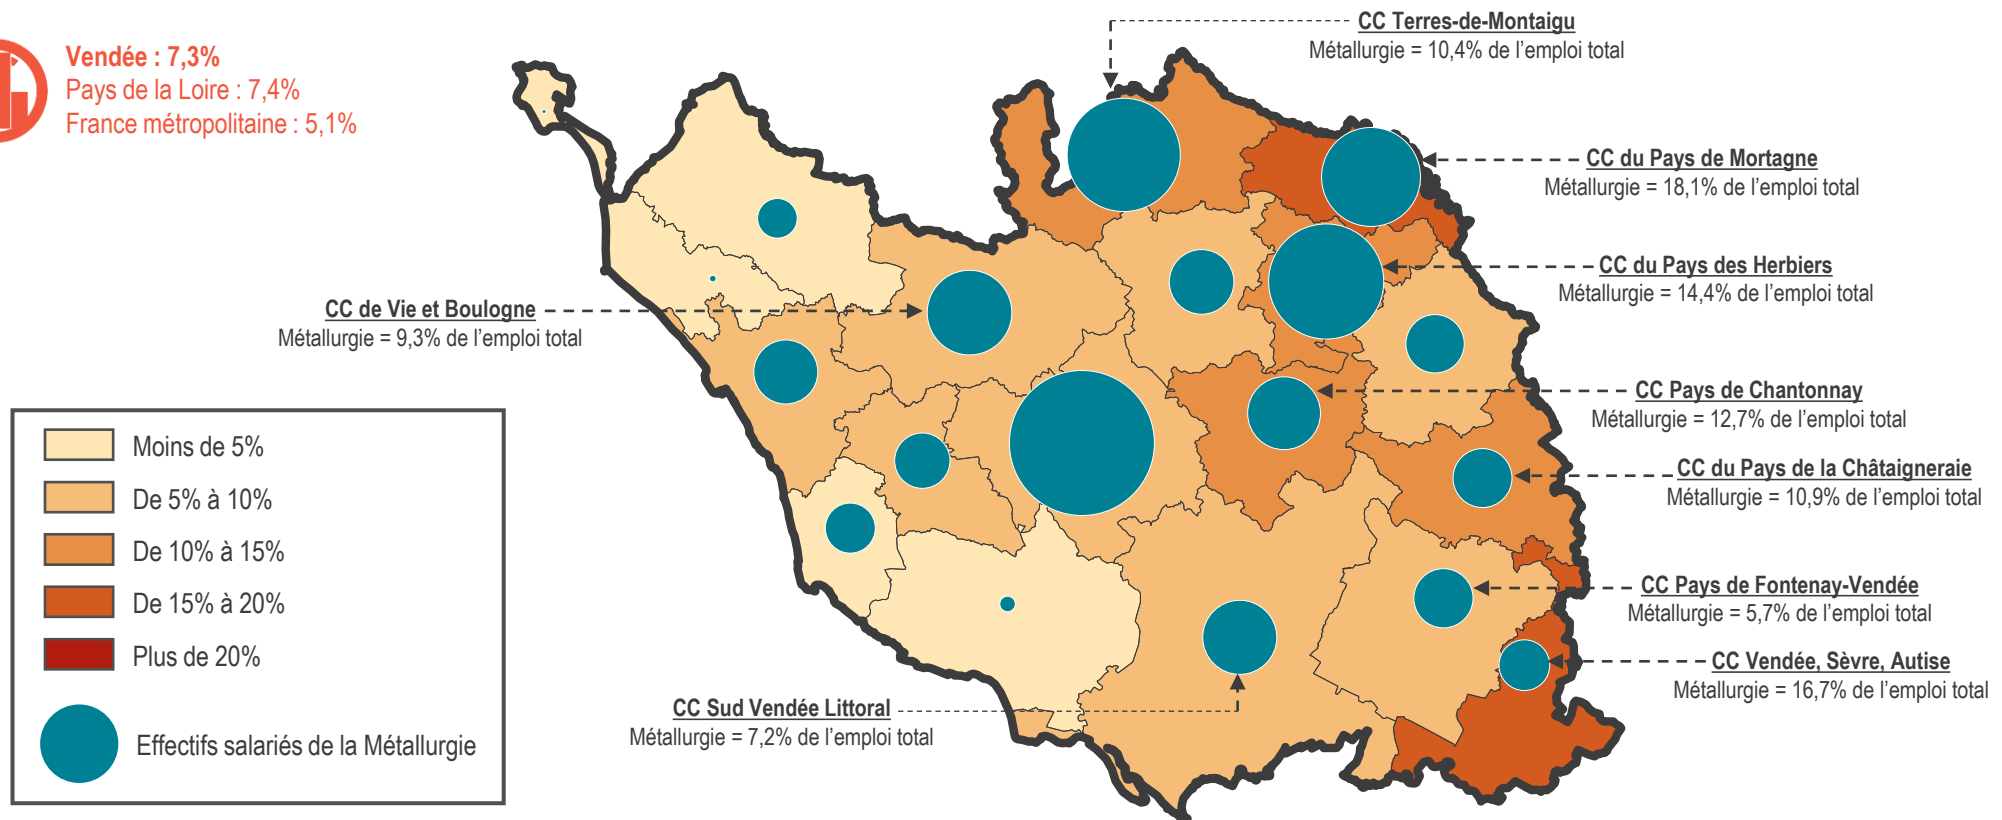 Vendée : 7,3%
Pays de la Loire : 7,4%
France métropolitaine : 5,1%
CC Terres-de-Montaigu
Métallurgie = 10,4% de l'emploi total
CC du Pays de Mortagne
Métallurgie = 18,1% de l'emploi total
CC du Pays des Herbiers
Métallurgie = 14,4% de l'emploi total
CC de Vie et Boulogne
Métallurgie = 9,3% de l'emploi total
CC Pays de Chantonnay
Métallurgie = 12,7% de l'emploi total
CC du Pays de la Châtaigneraie
Métallurgie = 10,9% de l'emploi total
CC Pays de Fontenay-Vendée
Métallurgie = 5,7% de l'emploi total
CC Vendée, Sèvre, Autise
Métallurgie = 16,7% de l'emploi total
CC Sud Vendée Littoral
Métallurgie = 7,2% de l'emploi total
Moins de 5%
De 5% à 10%
De 10% à 15%
De 15% à 20%
Plus de 20%
Effectifs salariés de la Métallurgie